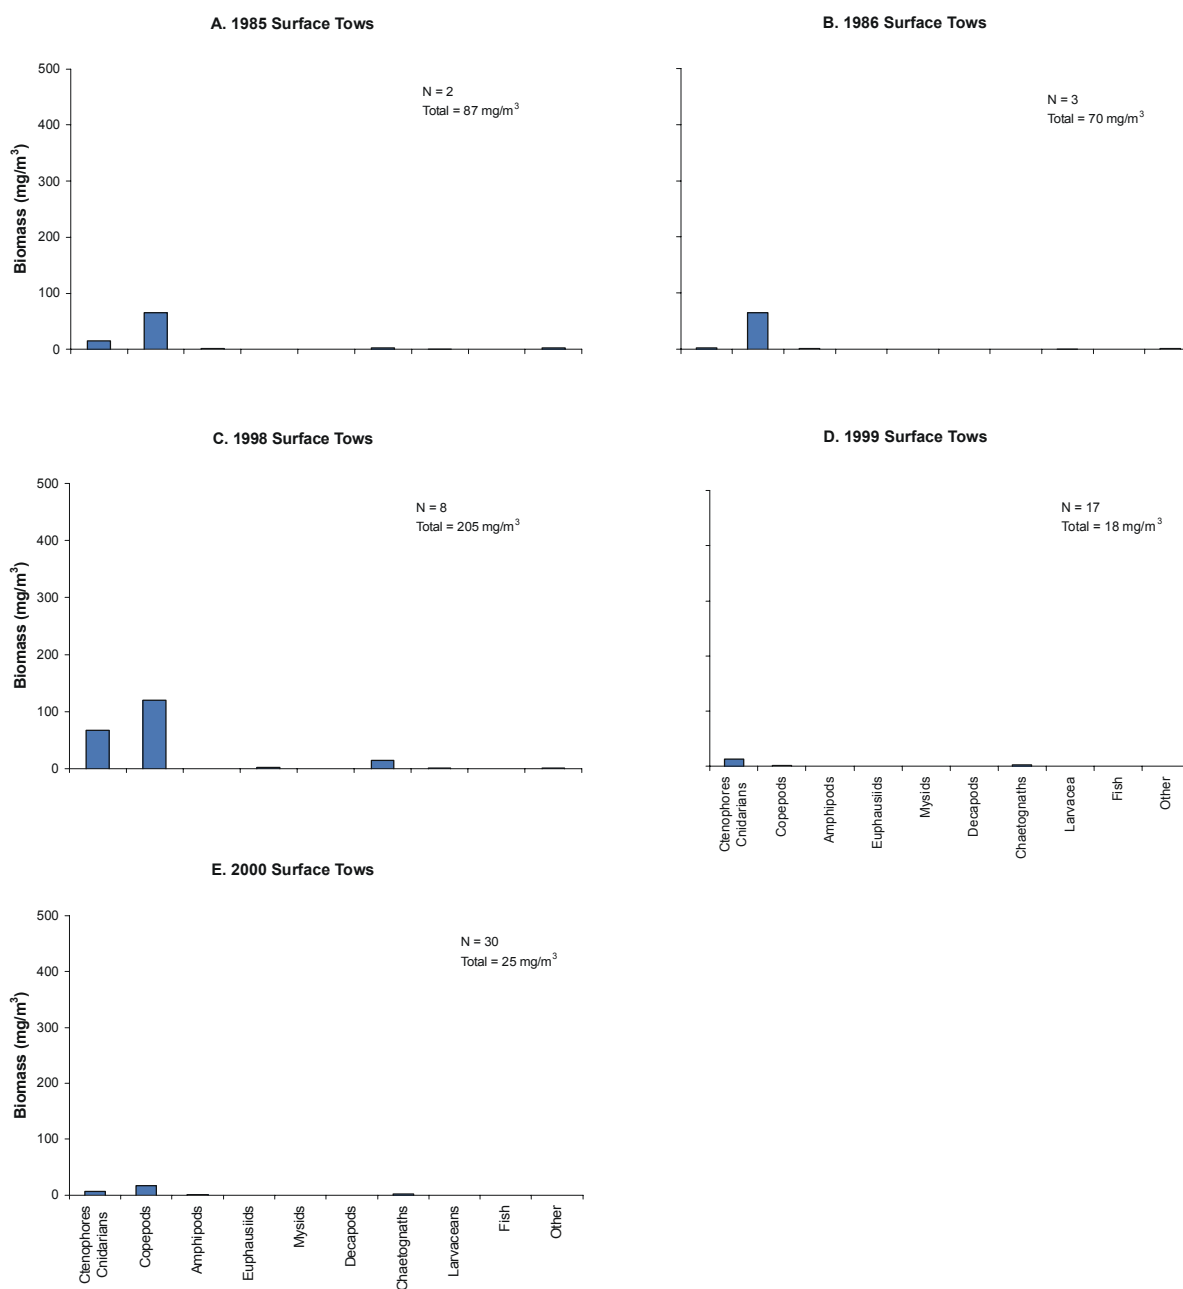 A. 1985 Surface Tows
Biomass (mg/m³)
500
400
300
200
100
0
N = 2
Total = 87 mg/m³
B. 1986 Surface Tows
N = 3
Total = 70 mg/m³
C. 1998 Surface Tows
Biomass (mg/m³)
500
400
300
200
100
0
N = 8
Total = 205 mg/m³
D. 1999 Surface Tows
N = 17
Total = 18 mg/m³
Ctenophores
Cnidarians
Copepods
Amphipods
Euphausiids
Mysids
Decapods
Chaetognaths
Larvacea
Fish
Other
E. 2000 Surface Tows
Biomass (mg/m³)
500
400
300
200
100
0
N = 30
Total = 25 mg/m³
Ctenophores
Cnidarians
Copepods
Amphipods
Euphausiids
Mysids
Decapods
Chaetognaths
Larvaceans
Fish
Other